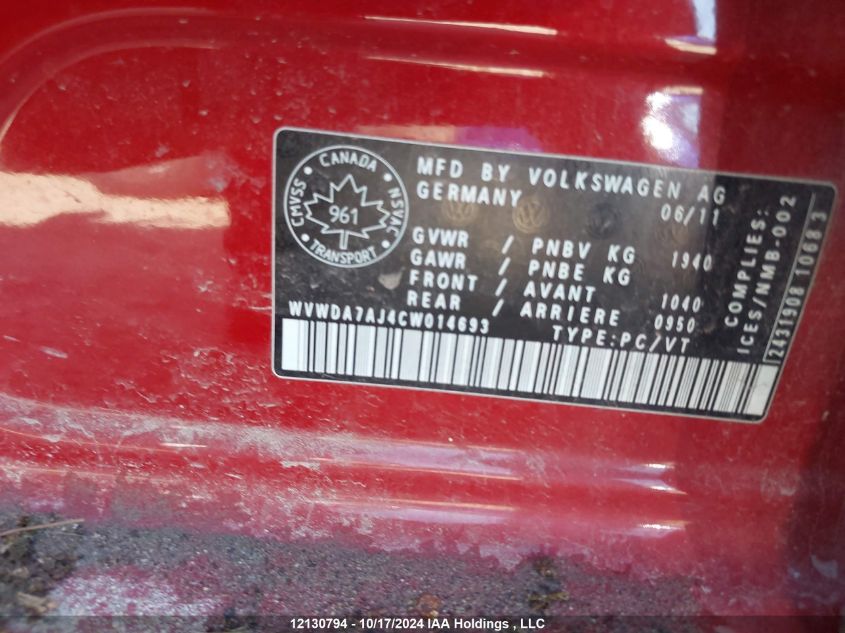 CANADA
CMVSS 961 NSVAC
TRANSPORT
MFD BY VOLKSWAGEN AG
GERMANY 06/11
GVWR / PNBV KG 1940
GAWR / PNBE KG
FRONT / AVANT 1040
REAR / ARRIERE 0950
WVWDA7AJ4CW014693 TYPE:PC/VT
COMPLIES:
ICES/NMB-002
2431908 1068 3
12130794 - 10/17/2024 IAA Holdings , LLC